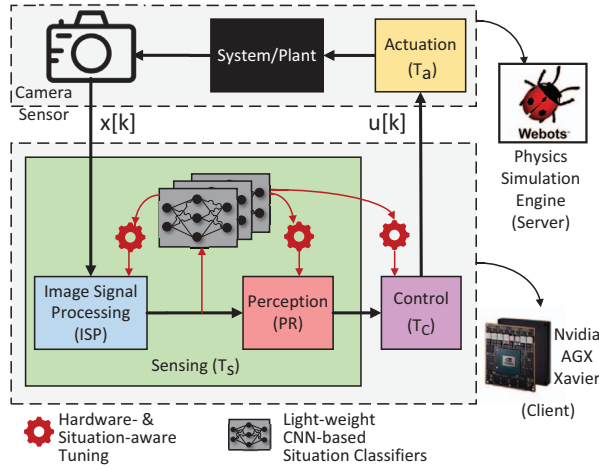 Camera
Sensor
System/Plant
Actuation
(Ta)
x[k]
u[k]
Webots™
Physics
Simulation
Engine
(Server)
Image Signal
Processing
(ISP)
Perception
(PR)
Control
(TC)
Sensing (TS)
Nvidia
AGX
Xavier
(Client)
Hardware- &
Situation-aware
Tuning
Light-weight
CNN-based
Situation Classifiers